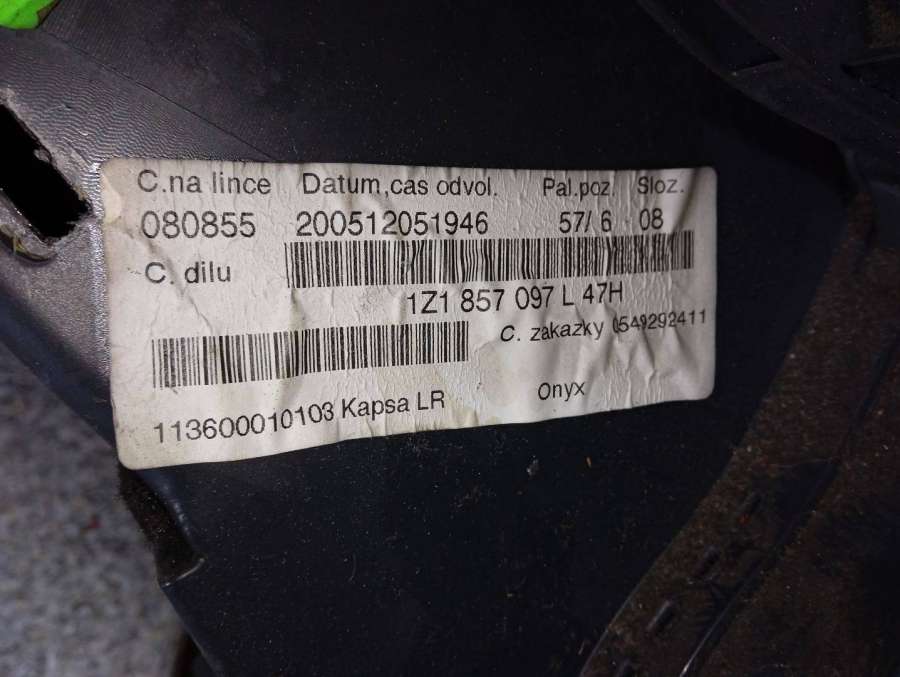 C.na lince Datum,cas odvol. Pal.poz. Sloz.
080855 200512051946 57/ 6 08
C. dilu
1Z1 857 097 L 47H
C. zakazky 0549292411
113600010103 Kapsa LR Onyx